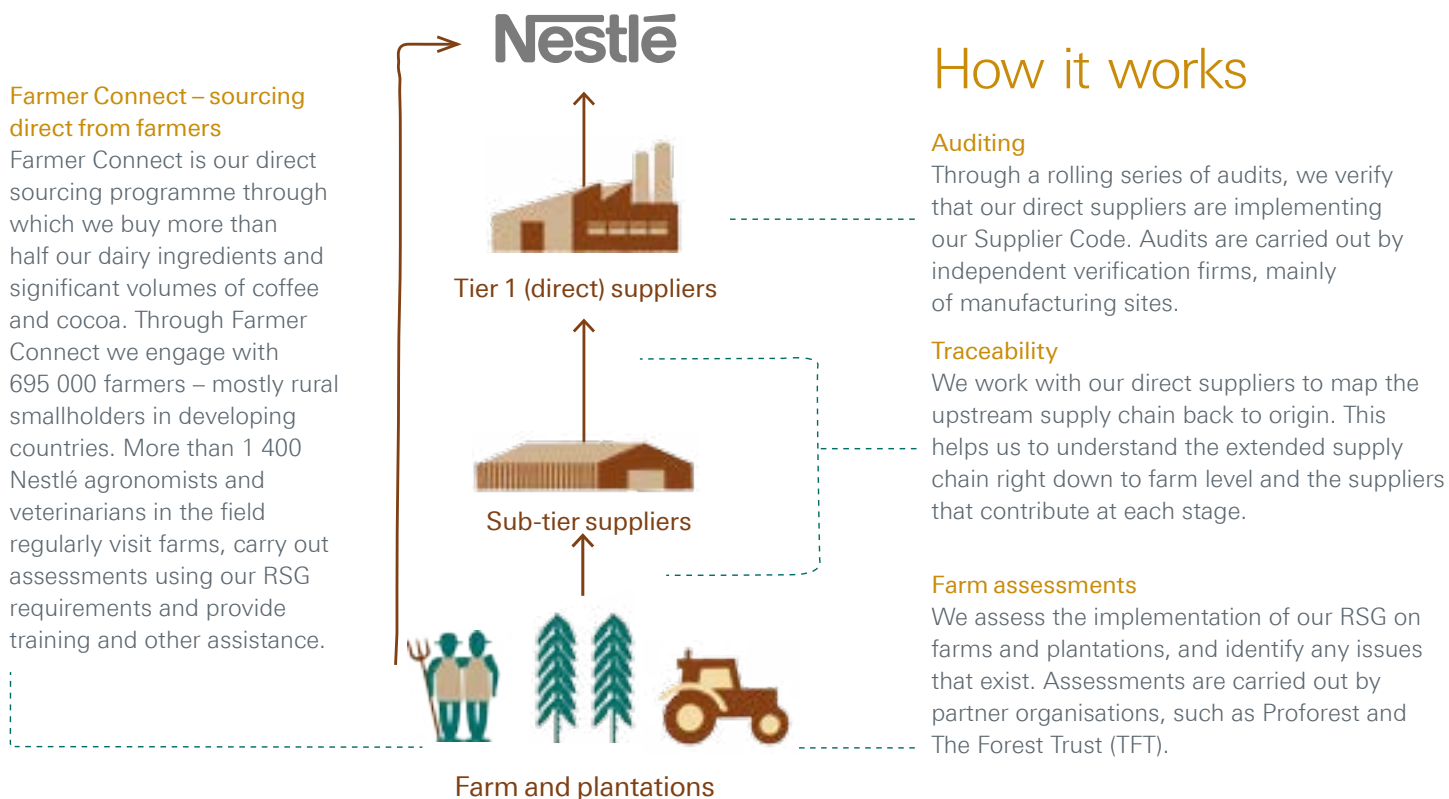 Nestlé
Farmer Connect – sourcing
direct from farmers
Farmer Connect is our direct
sourcing programme through
which we buy more than
half our dairy ingredients and
significant volumes of coffee
and cocoa. Through Farmer
Connect we engage with
695 000 farmers – mostly rural
smallholders in developing
countries. More than 1 400
Nestlé agronomists and
veterinarians in the field
regularly visit farms, carry out
assessments using our RSG
requirements and provide
training and other assistance.
Tier 1 (direct) suppliers
Sub-tier suppliers
Farm and plantations
How it works
Auditing
Through a rolling series of audits, we verify
that our direct suppliers are implementing
our Supplier Code. Audits are carried out by
independent verification firms, mainly
of manufacturing sites.
Traceability
We work with our direct suppliers to map the
upstream supply chain back to origin. This
helps us to understand the extended supply
chain right down to farm level and the suppliers
that contribute at each stage.
Farm assessments
We assess the implementation of our RSG on
farms and plantations, and identify any issues
that exist. Assessments are carried out by
partner organisations, such as Proforest and
The Forest Trust (TFT).